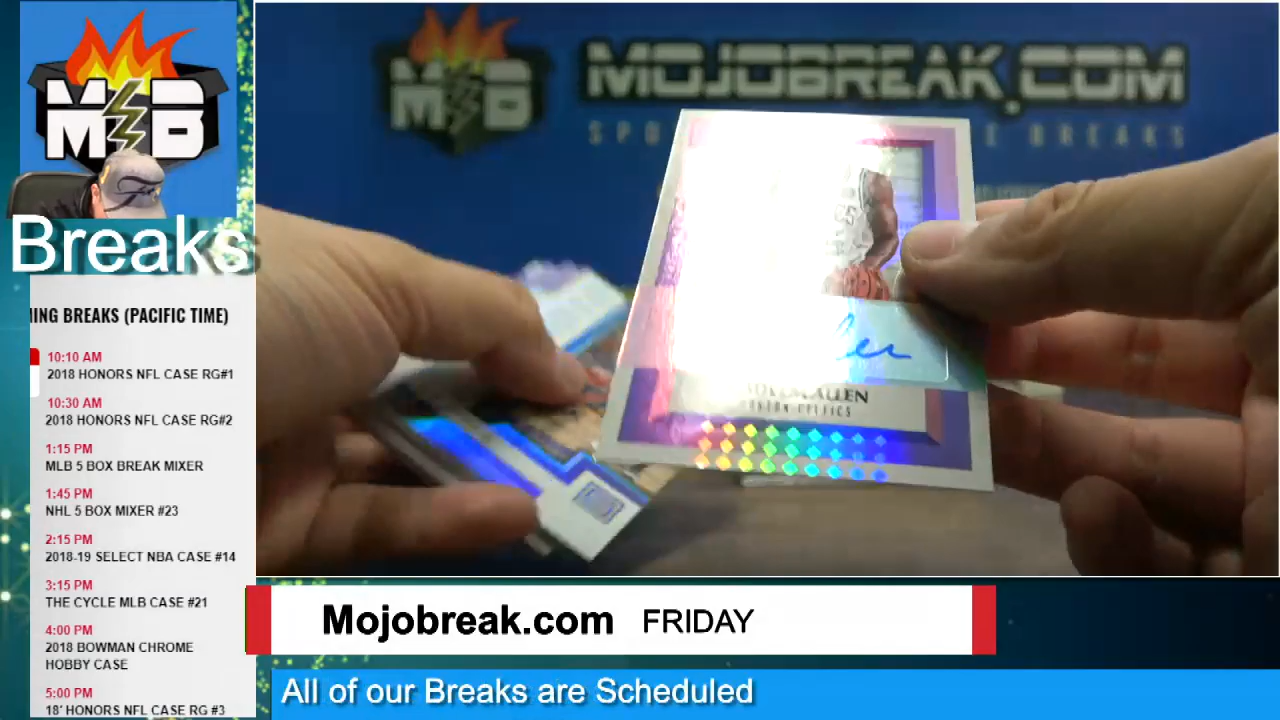 M B
Breaks
ING BREAKS (PACIFIC TIME)
10:10 AM
2018 HONORS NFL CASE RG#1
10:30 AM
2018 HONORS NFL CASE RG#2
1:15 PM
MLB 5 BOX BREAK MIXER
1:45 PM
NHL 5 BOX MIXER #23
2:15 PM
2018-19 SELECT NBA CASE #14
3:15 PM
THE CYCLE MLB CASE #21
4:00 PM
2018 BOWMAN CHROME
HOBBY CASE
5:00 PM
18' HONORS NFL CASE RG #3
M B
MOJOBREAK.COM
BREAKS
ALLEN
CELTICS
Mojobreak.com FRIDAY
All of our Breaks are Scheduled